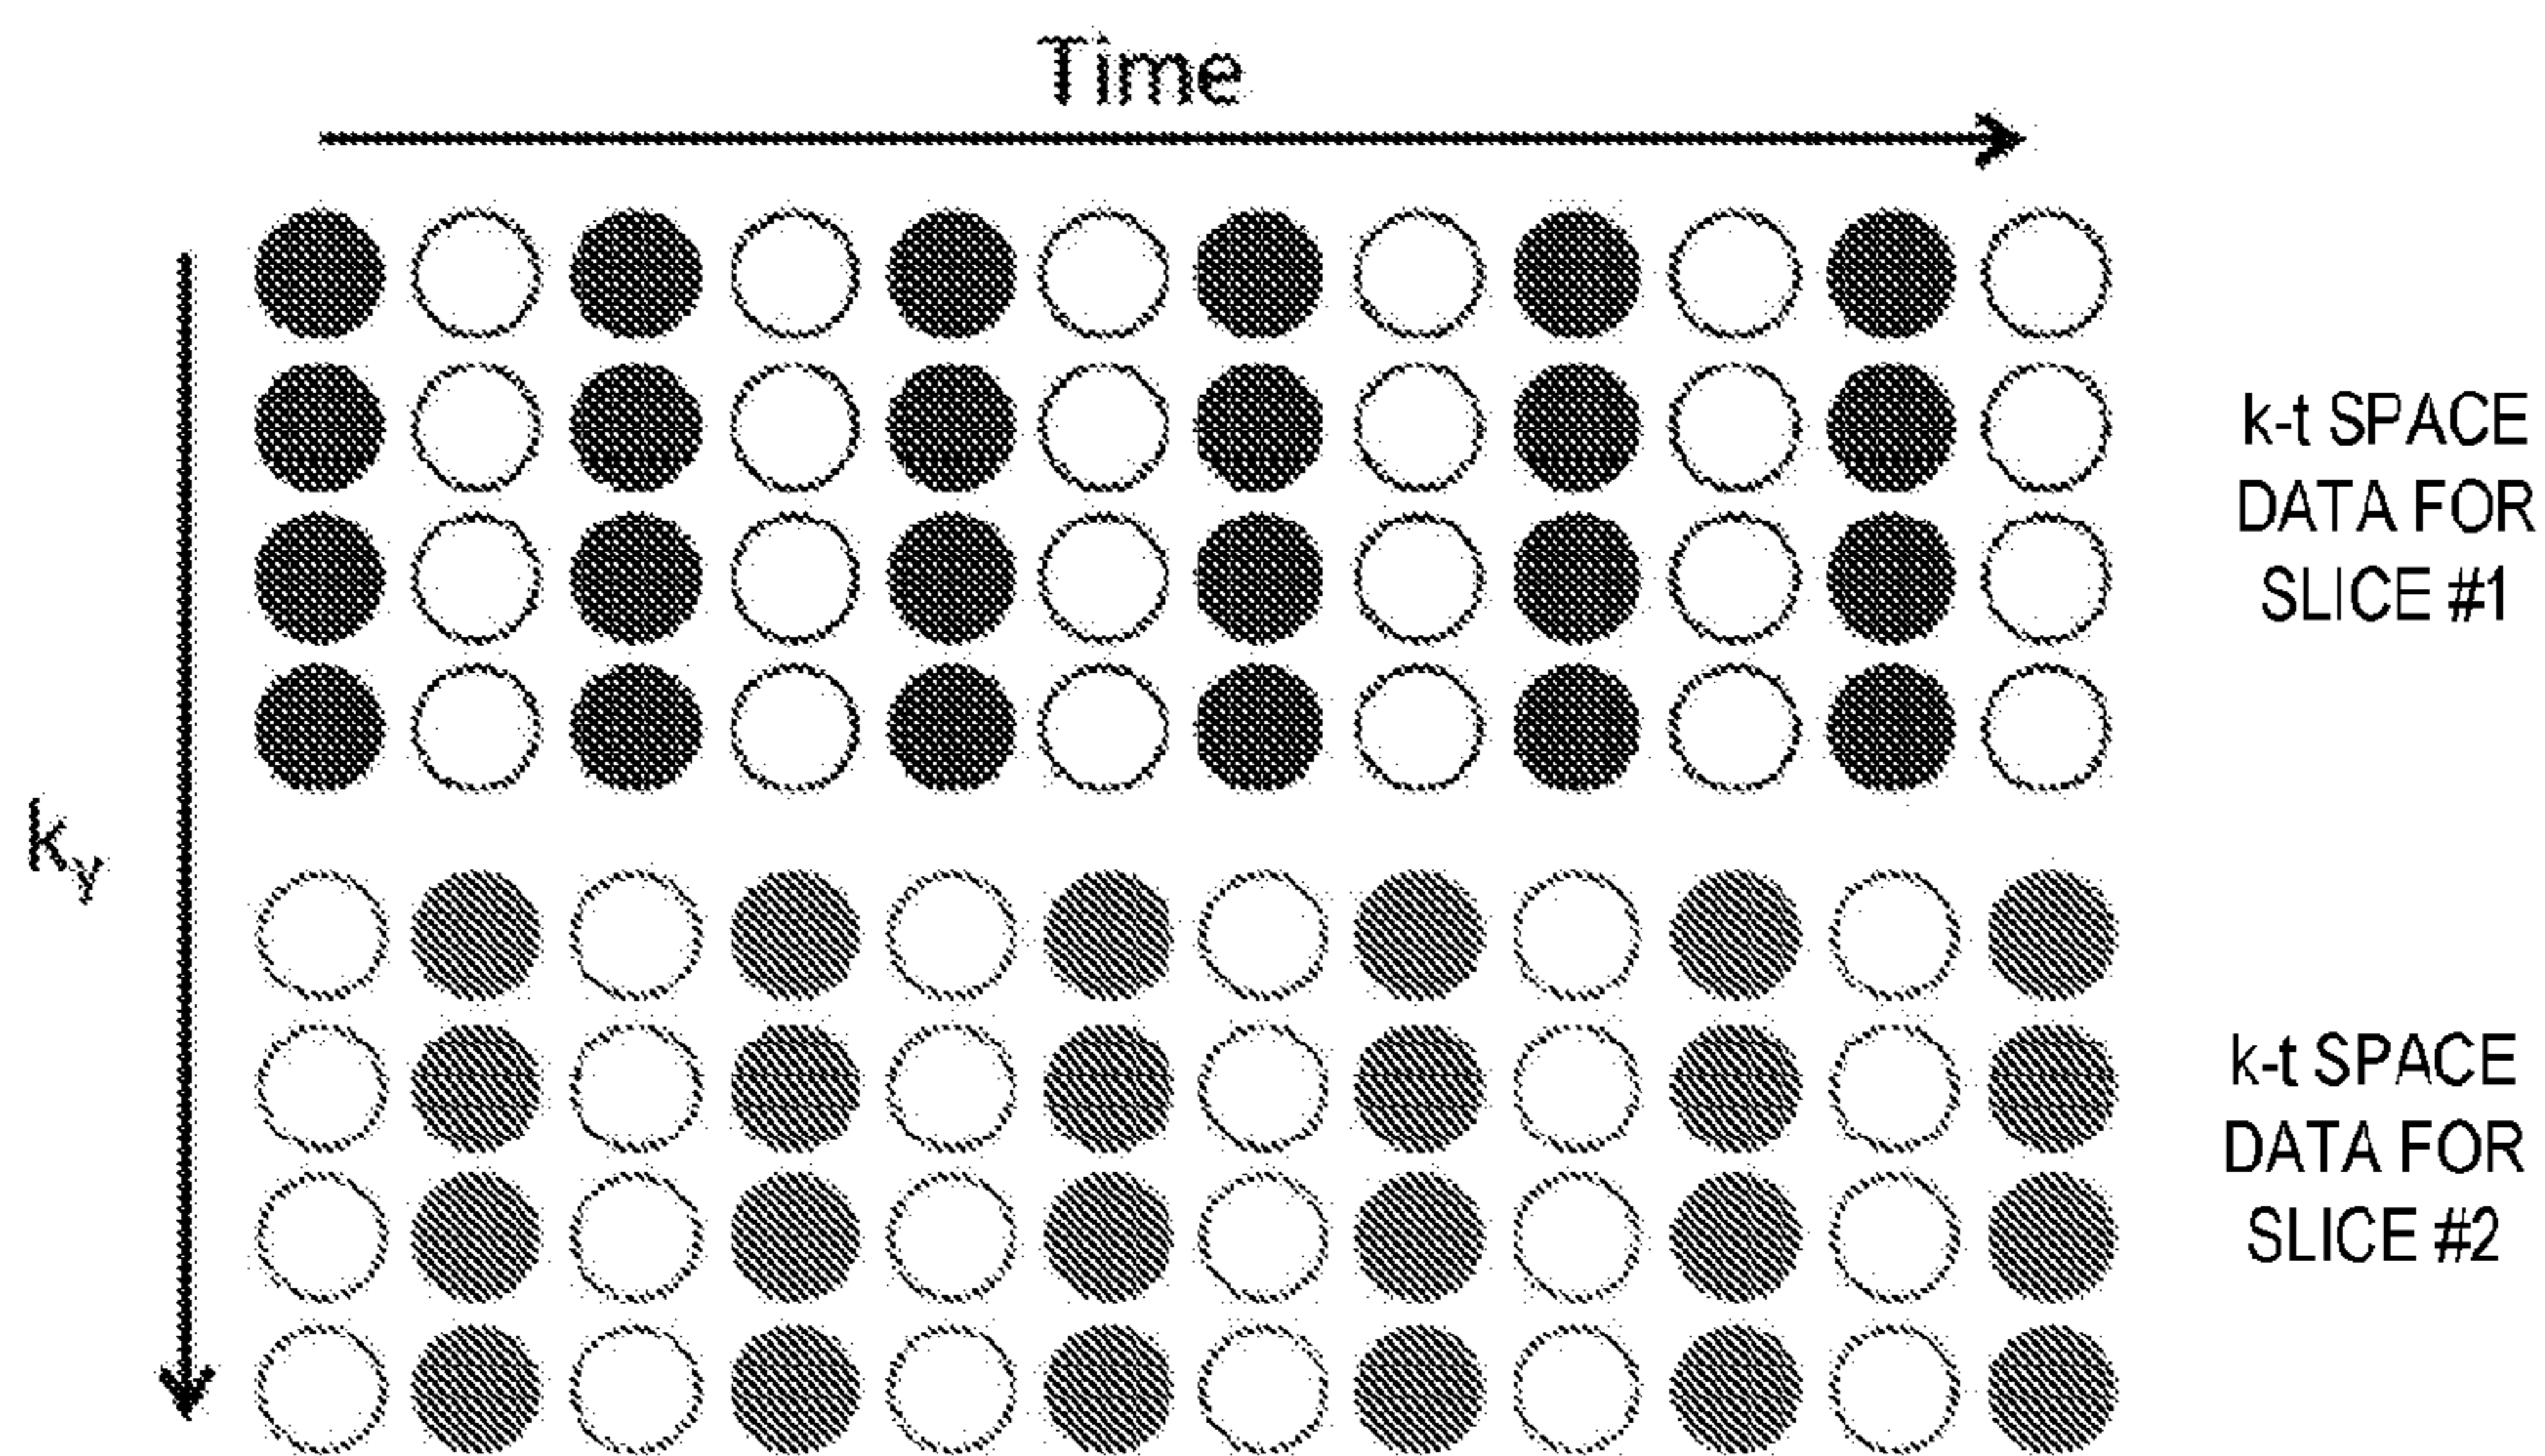 Time
k-t SPACE
DATA FOR
SLICE #1
ky
k-t SPACE
DATA FOR
SLICE #2